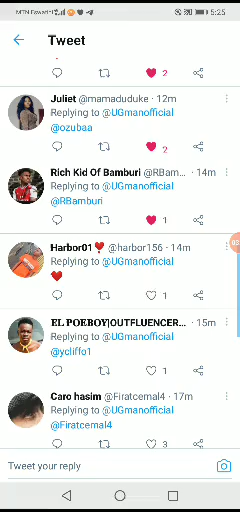 MTN Eswatini
5:25
Tweet
2
Juliet @mamaduduke · 12m
Replying to @UGmanofficial
@ozubaa
2
Rich Kid Of Bamburi @RBam... · 14m
Replying to @UGmanofficial
@RBamburi
1
Harbor01❣ @harbor156 · 14m
Replying to @UGmanofficial
❤
1
𝐄𝐋 𝐏𝐎𝐄𝐁𝐎𝐘|OUTFLUENCER... · 15m
Replying to @UGmanofficial
@ycliffo1
1
Caro hasim @Firatcemal4 · 17m
Replying to @UGmanofficial
@Firatcemal4
3
Tweet your reply